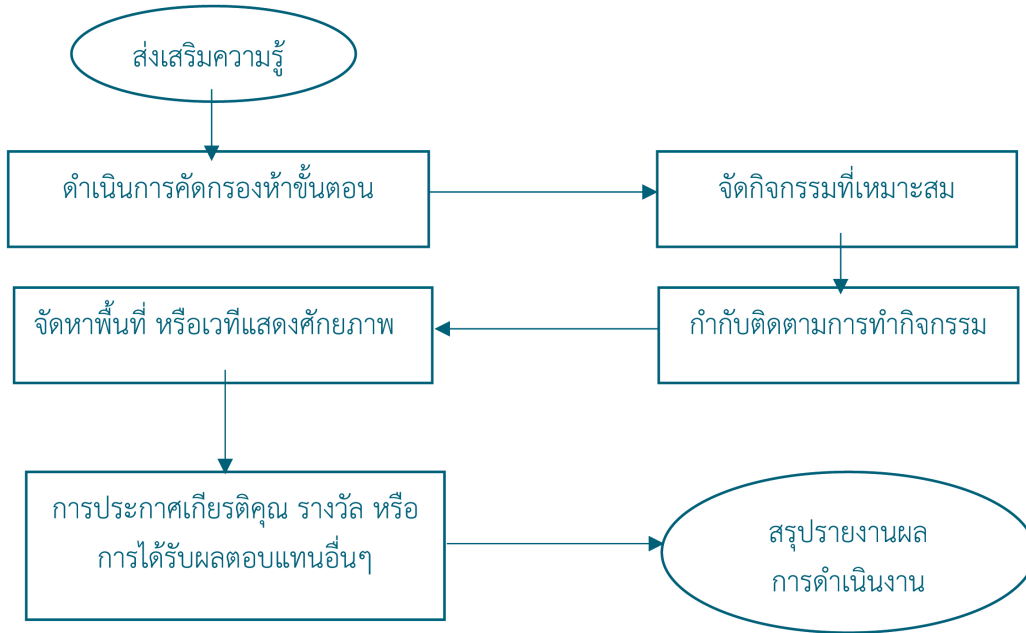 ส่งเสริมความรู้
ดำเนินการคัดกรองห้าขั้นตอน
จัดกิจกรรมที่เหมาะสม
กำกับติดตามการทำกิจกรรม
จัดหาพื้นที่ หรือเวทีแสดงศักยภาพ
การประกาศเกียรติคุณ รางวัล หรือ
การได้รับผลตอบแทนอื่นๆ
สรุปรายงานผล
การดำเนินงาน